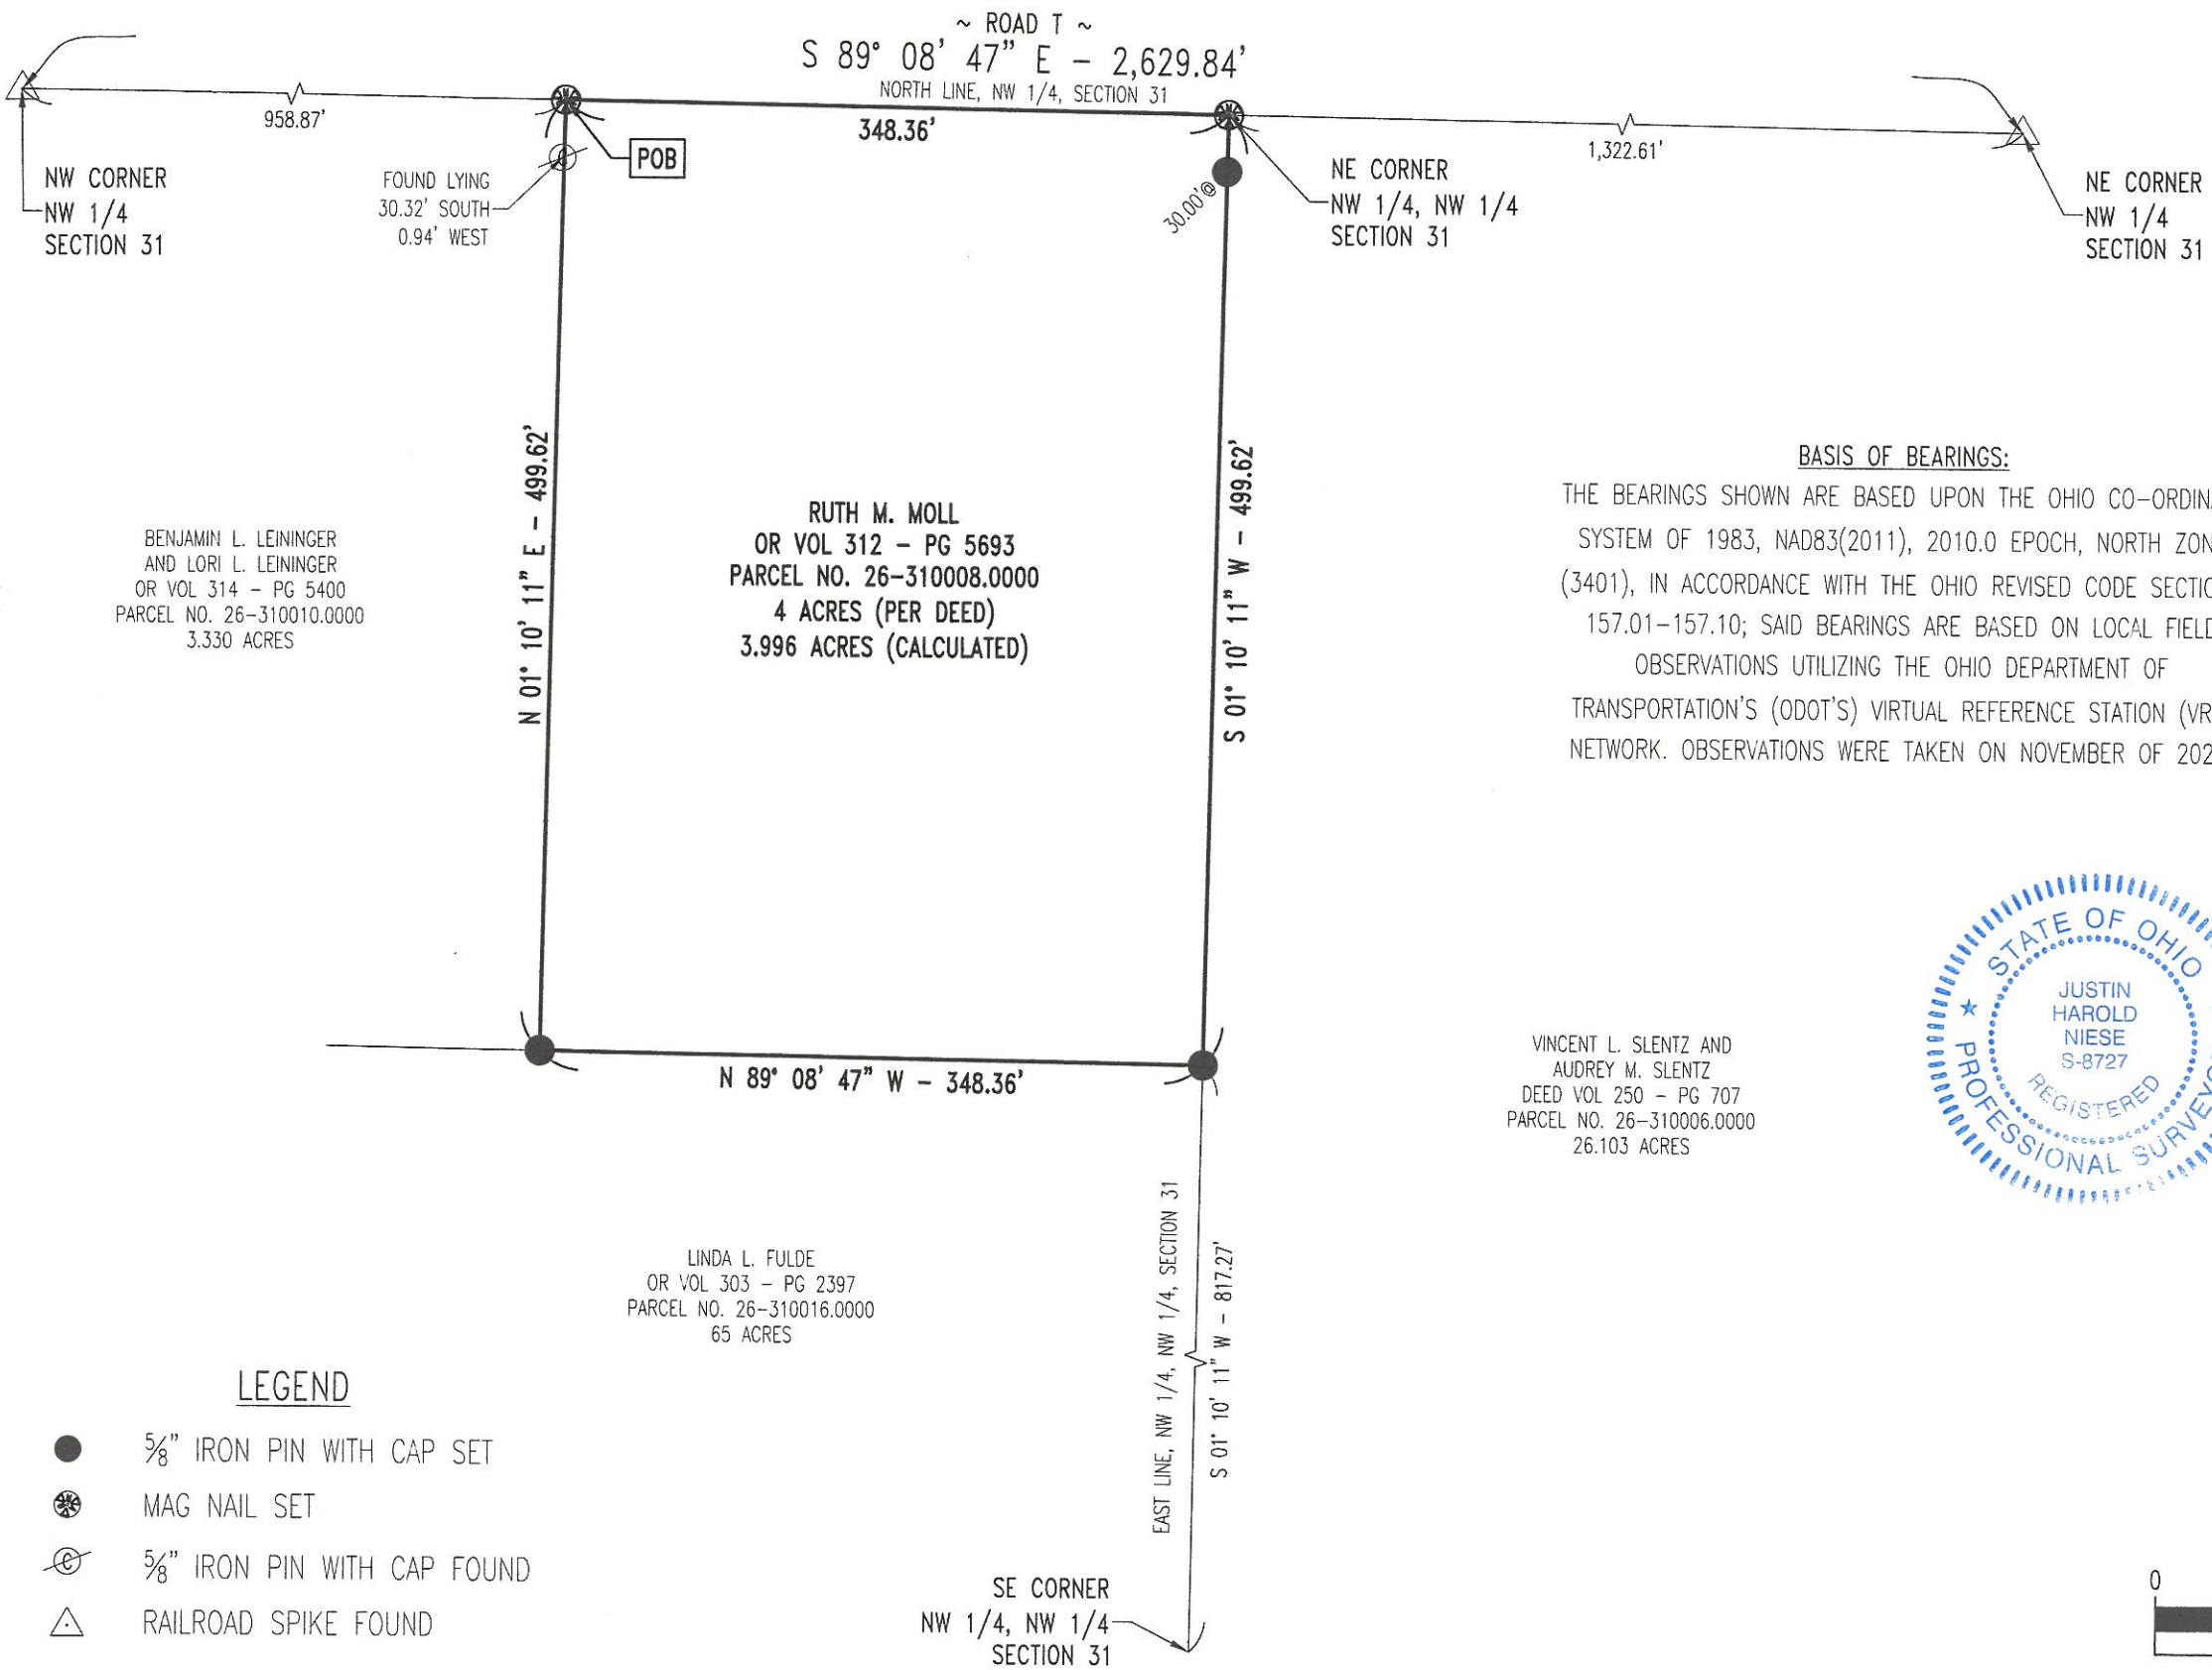 ~ ROAD T ~
S 89° 08' 47" E - 2,629.84'
NORTH LINE, NW 1/4, SECTION 31
958.87'
348.36'
1,322.61'
NW CORNER
NW 1/4
SECTION 31
FOUND LYING
30.32' SOUTH
0.94' WEST
POB
30.00'@
NE CORNER
NW 1/4, NW 1/4
SECTION 31
NE CORNER
NW 1/4
SECTION 31
N 01° 10' 11" E - 499.62'
S 01° 10' 11" W - 499.62'
BENJAMIN L. LEININGER
AND LORI L. LEININGER
OR VOL 314 - PG 5400
PARCEL NO. 26-310010.0000
3.330 ACRES
RUTH M. MOLL
OR VOL 312 - PG 5693
PARCEL NO. 26-310008.0000
4 ACRES (PER DEED)
3.996 ACRES (CALCULATED)
BASIS OF BEARINGS:
THE BEARINGS SHOWN ARE BASED UPON THE OHIO CO-ORDIN
SYSTEM OF 1983, NAD83(2011), 2010.0 EPOCH, NORTH ZON
(3401), IN ACCORDANCE WITH THE OHIO REVISED CODE SECTIO
157.01-157.10; SAID BEARINGS ARE BASED ON LOCAL FIELD
OBSERVATIONS UTILIZING THE OHIO DEPARTMENT OF
TRANSPORTATION'S (ODOT'S) VIRTUAL REFERENCE STATION (VR
NETWORK. OBSERVATIONS WERE TAKEN ON NOVEMBER OF 202
STATE OF OHIO
JUSTIN
HAROLD
NIESE
S-8727
REGISTERED
★ PROFESSIONAL SURVEYO
N 89° 08' 47" W - 348.36'
VINCENT L. SLENTZ AND
AUDREY M. SLENTZ
DEED VOL 250 - PG 707
PARCEL NO. 26-310006.0000
26.103 ACRES
LINDA L. FULDE
OR VOL 303 - PG 2397
PARCEL NO. 26-310016.0000
65 ACRES
EAST LINE, NW 1/4, NW 1/4, SECTION 31
S 01° 10' 11" W - 817.27'
LEGEND
5/8" IRON PIN WITH CAP SET
MAG NAIL SET
5/8" IRON PIN WITH CAP FOUND
RAILROAD SPIKE FOUND
SE CORNER
NW 1/4, NW 1/4
SECTION 31
0